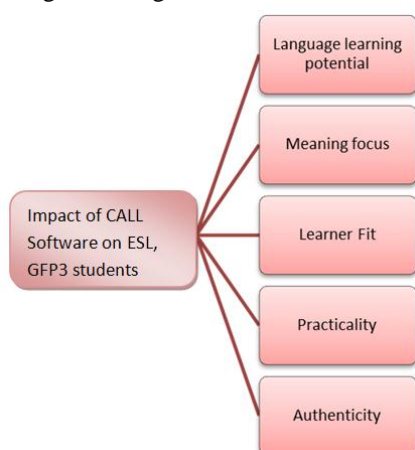 Language learning
potential
Meaning focus
Impact of CALL
Software on ESL,
GFP3 students
Learner Fit
Practicality
Authenticity